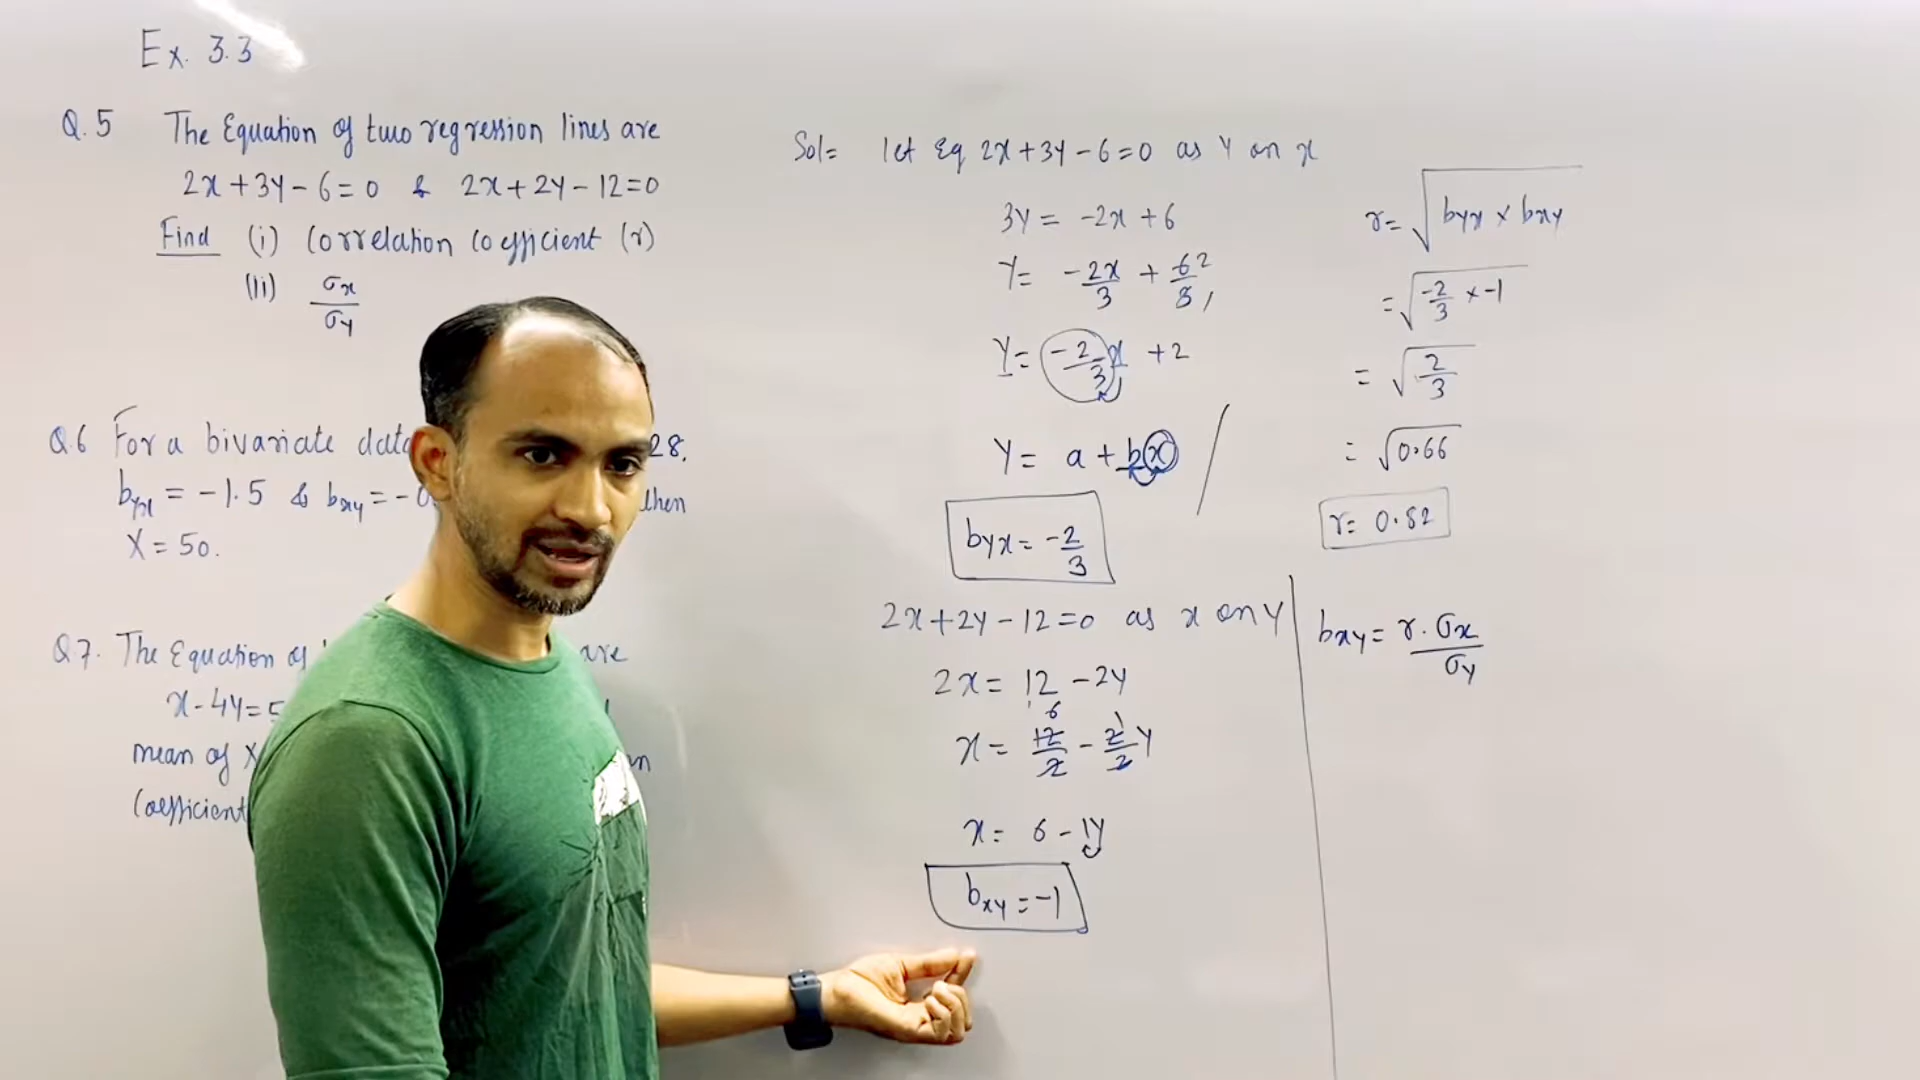 Ex. 3.3
Q.5 The Equation of two regression lines are
2x+3y-6=0 & 2x+2y-12=0
Find (i) Correlation Coefficient (r)
(ii) σx/σy
Q.6 For a bivariate data 28,
byx = -1.5 & bxy = -0. then
X = 50.
Q.7. The Equation of are
x-4y=5
mean of X
Coefficient
Sol= let Eq 2x+3y-6=0 as y on x
3y = -2x +6
Y= -2x/3 + 6/3 2
Y= -2/3 x +2
Y= a+bx
byx = -2/3
2x+2y-12=0 as x on y
2x = 12 -2y
x = 12/2 - 2/2 y 6 1
x = 6 -1y
bxy = -1
r= √byx × bxy
= √-2/3 × -1
= √2/3
= √0.66
r= 0.82
bxy = r. σx/σy